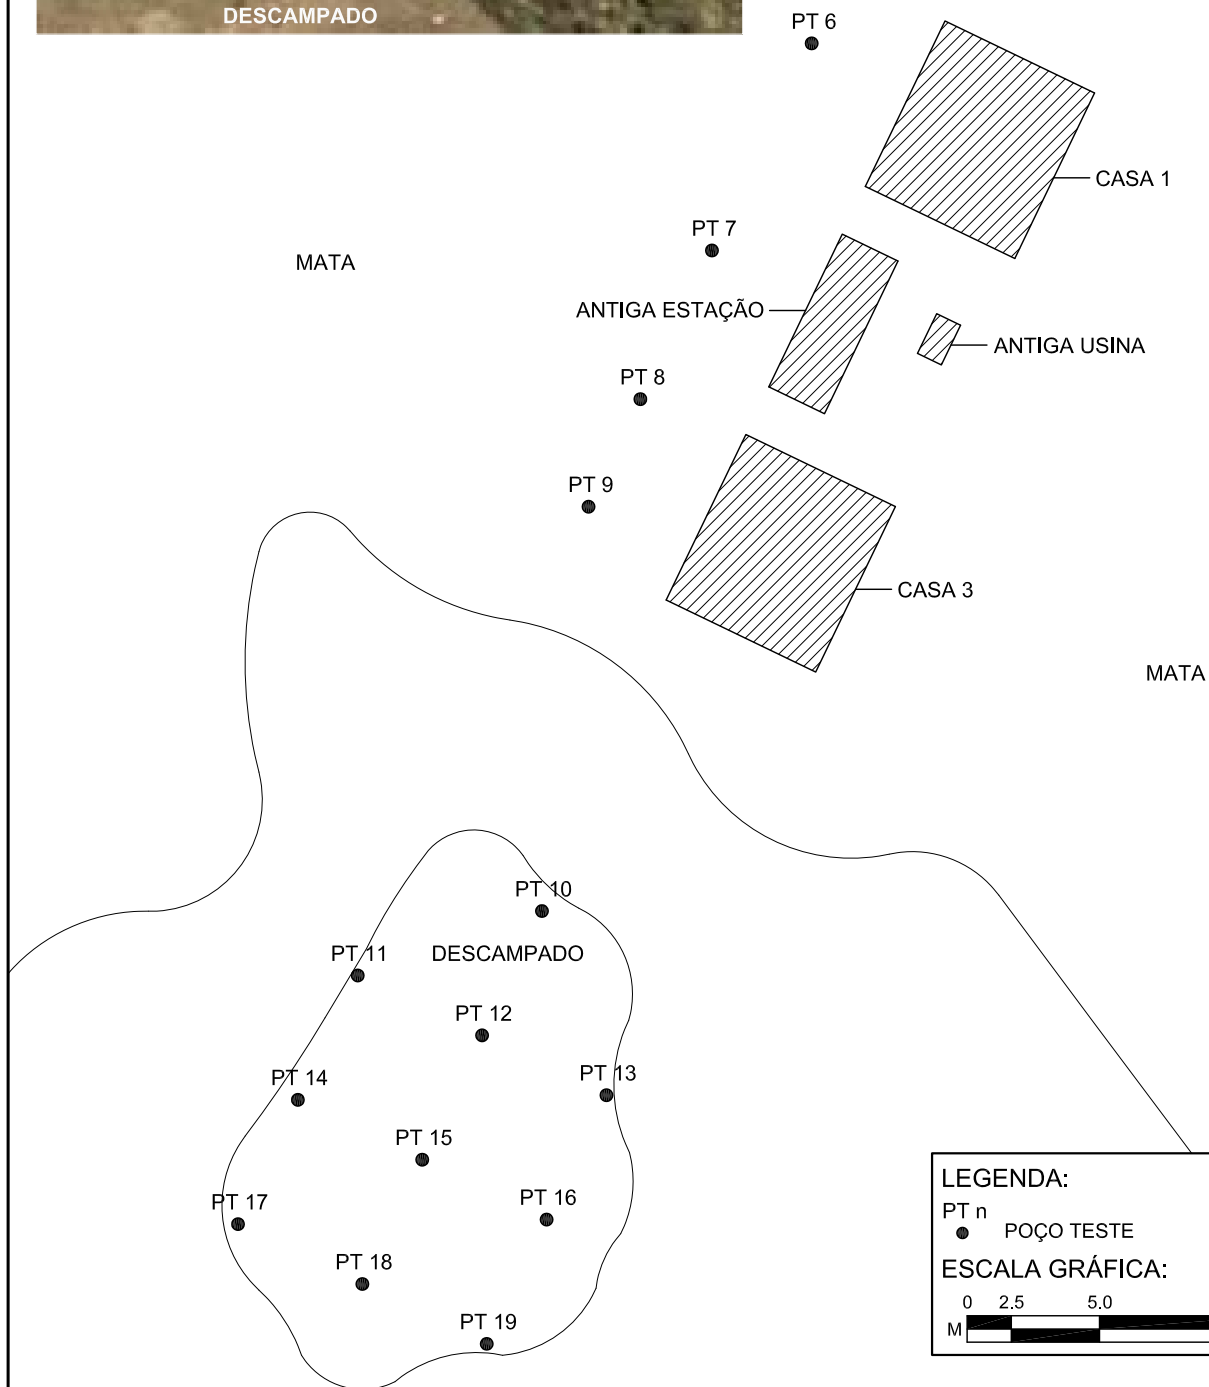 DESCAMPADO
PT 6
CASA 1
PT 7
MATA
ANTIGA ESTAÇÃO
ANTIGA USINA
PT 8
PT 9
CASA 3
MATA
PT 10
PT 11
DESCAMPADO
PT 12
PT 13
PT 14
PT 15
PT 16
PT 17
PT 18
PT 19
LEGENDA:
PT n
POÇO TESTE
ESCALA GRÁFICA:
0 2.5 5.0
M